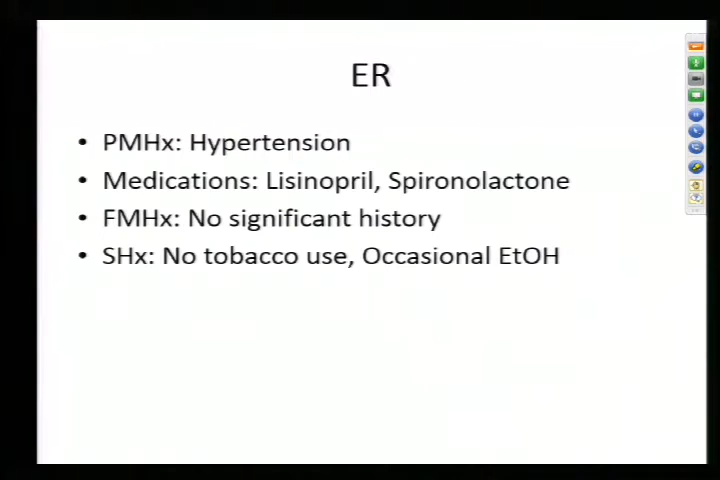 ER
• PMHx: Hypertension
• Medications: Lisinopril, Spironolactone
• FMHx: No significant history
• SHx: No tobacco use, Occasional EtOH